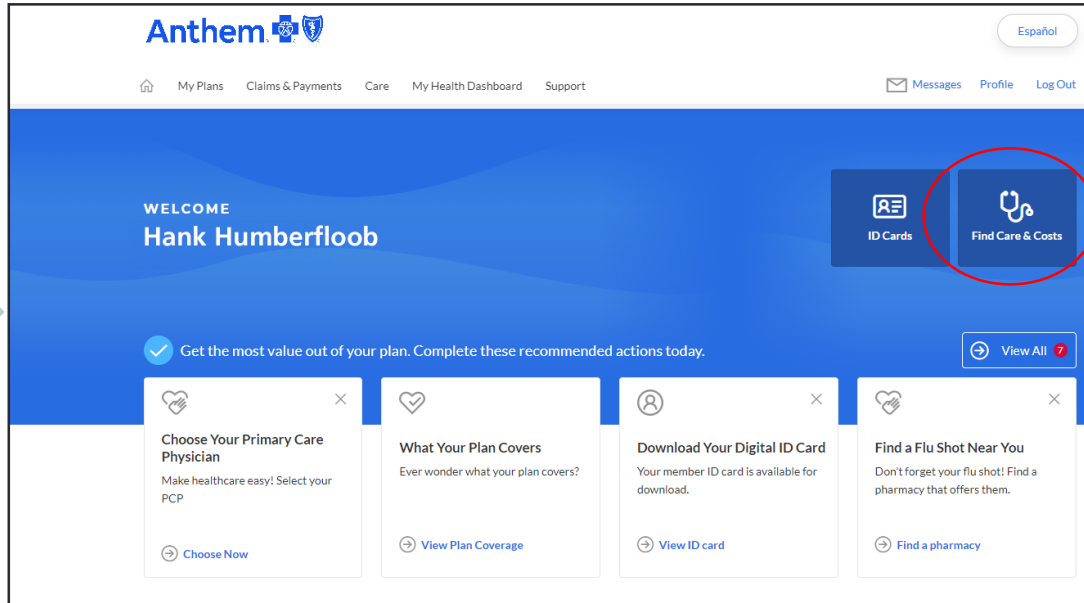 Anthem
Español
My Plans Claims & Payments Care My Health Dashboard Support
Messages Profile Log Out
WELCOME
Hank Humberfloob
ID Cards
Find Care & Costs
Get the most value out of your plan. Complete these recommended actions today.
View All 7
Choose Your Primary Care
Physician
Make healthcare easy! Select your
PCP
Choose Now
What Your Plan Covers
Ever wonder what your plan covers?
View Plan Coverage
Download Your Digital ID Card
Your member ID card is available for
download.
View ID card
Find a Flu Shot Near You
Don't forget your flu shot! Find a
pharmacy that offers them.
Find a pharmacy